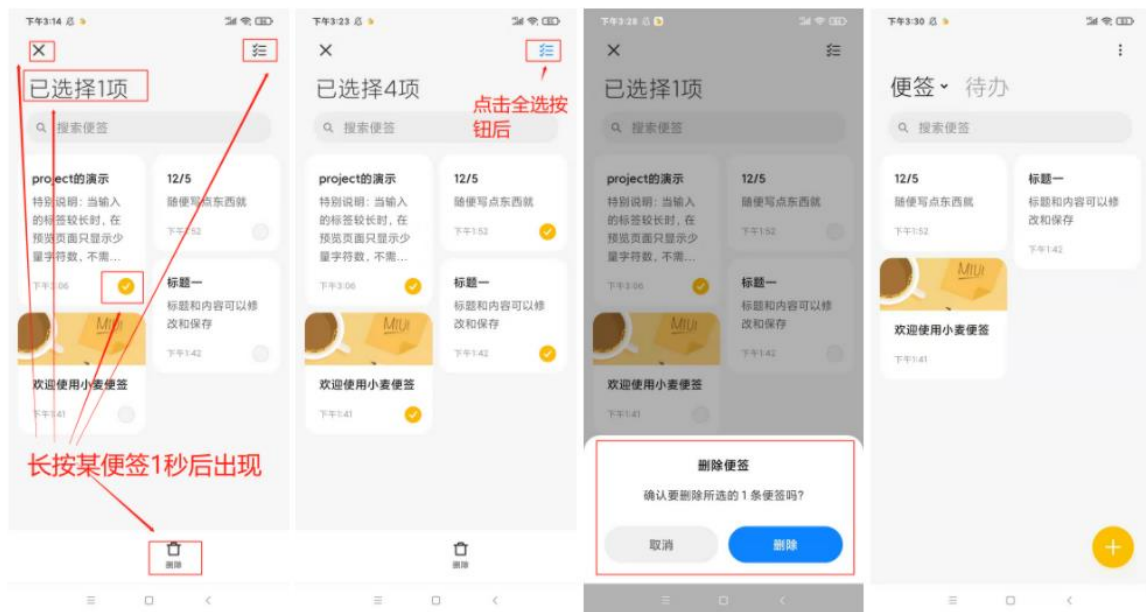 下午3:14
已选择1项
搜索便签
project的演示
特别说明: 当输入
的标签较长时, 在
预览页面只显示少
量字符数, 不需...
下午3:06
12/5
随便写点东西就
下午1:52
标题一
标题和内容可以修
改和保存
下午1:42
MIUI
欢迎使用小麦便签
下午1:41
长按某便签1秒后出现
删除
下午3:23
已选择4项
点击全选按
钮后
搜索便签
project的演示
特别说明: 当输入
的标签较长时, 在
预览页面只显示少
量字符数, 不需...
下午3:06
12/5
随便写点东西就
下午1:52
标题一
标题和内容可以修
改和保存
下午1:42
MIUI
欢迎使用小麦便签
下午1:41
删除
下午3:28
已选择1项
搜索便签
project的演示
特别说明: 当输入
的标签较长时, 在
预览页面只显示少
量字符数, 不需...
下午3:06
12/5
随便写点东西就
下午1:52
标题一
标题和内容可以修
改和保存
下午1:42
MIUI
欢迎使用小麦便签
下午1:41
删除便签
确认要删除所选的 1 条便签吗?
取消 删除
下午3:30
便签 待办
搜索便签
12/5
随便写点东西就
下午1:52
标题一
标题和内容可以修
改和保存
下午1:42
MIUI
欢迎使用小麦便签
下午1:41